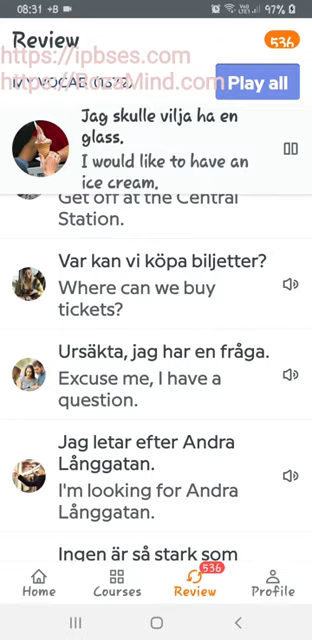 08:31 +B
97%
Review
536
https://ipbses.com
https://RosaMind.com
Play all
Jag skulle vilja ha en
glass.
I would like to have an
ice cream.
Get off at the Central
Station.
Var kan vi köpa biljetter?
Where can we buy
tickets?
Ursäkta, jag har en fråga.
Excuse me, I have a
question.
Jag letar efter Andra
Långgatan.
I'm looking for Andra
Långgatan.
Ingen är så stark som
536
Home
Courses
Review
Profile